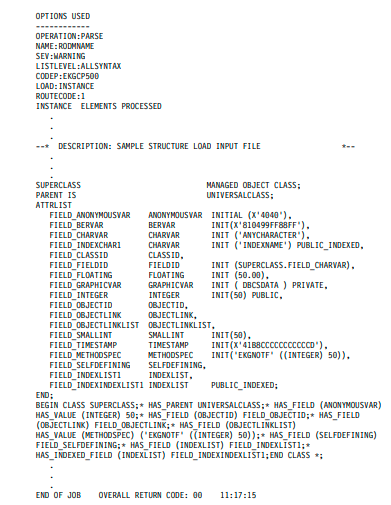 OPTIONS USED
------------
OPERATION:PARSE
NAME:RODMNAME
SEV:WARNING
LISTLEVEL:ALLSYNTAX
CODEP:EKGCP500
LOAD:INSTANCE
ROUTECODE:1
INSTANCE  ELEMENTS PROCESSED
.
.
.
--*  DESCRIPTION: SAMPLE STRUCTURE LOAD INPUT FILE  *--
.
.
.
SUPERCLASS  MANAGED OBJECT CLASS;
PARENT IS  UNIVERSALCLASS;
ATTRLIST
FIELD_ANONYMOUSVAR  ANONYMOUSVAR  INITIAL (X'4040'),
FIELD_BERVAR  BERVAR  INIT(X'810499FF8BFF'),
FIELD_CHARVAR  CHARVAR  INIT ('ANYCHARACTER'),
FIELD_INDEXCHAR1  CHARVAR  INIT ('INDEXNAME') PUBLIC_INDEXED,
FIELD_CLASSID  CLASSID,
FIELD_FIELDID  FIELDID  INIT (SUPERCLASS.FIELD_CHARVAR),
FIELD_FLOATING  FLOATING  INIT (50.00),
FIELD_GRAPHICVAR  GRAPHICVAR  INIT ( DBCSDATA ) PRIVATE,
FIELD_INTEGER  INTEGER  INIT(50) PUBLIC,
FIELD_OBJECTID  OBJECTID,
FIELD_OBJECTLINK  OBJECTLINK,
FIELD_OBJECTLINKLIST  OBJECTLINKLIST,
FIELD_SMALLINT  SMALLINT  INIT(50),
FIELD_TIMESTAMP  TIMESTAMP  INIT(X'41B8CCCCCCCCCCCD'),
FIELD_METHODSPEC  METHODSPEC  INIT('EKGNOTF' ((INTEGER) 50)),
FIELD_SELFDEFINING  SELFDEFINING,
FIELD_INDEXLIST1  INDEXLIST,
FIELD_INDEXINDEXLIST1 INDEXLIST  PUBLIC_INDEXED;
END;
BEGIN CLASS SUPERCLASS;* HAS_PARENT UNIVERSALCLASS;* HAS_FIELD (ANONYMOUSVAR)
HAS_VALUE (INTEGER) 50;* HAS_FIELD (OBJECTID) FIELD_OBJECTID;* HAS_FIELD
(OBJECTLINK) FIELD_OBJECTLINK;* HAS_FIELD (OBJECTLINKLIST)
HAS_VALUE (METHODSPEC) ('EKGNOTF' ((INTEGER) 50));* HAS_FIELD (SELFDEFINING)
FIELD_SELFDEFINING;* HAS_FIELD (INDEXLIST) FIELD_INDEXLIST1;*
HAS_INDEXED_FIELD (INDEXLIST) FIELD_INDEXINDEXLIST1;END CLASS *;
.
.
.
END OF JOB  OVERALL RETURN CODE: 00  11:17:15